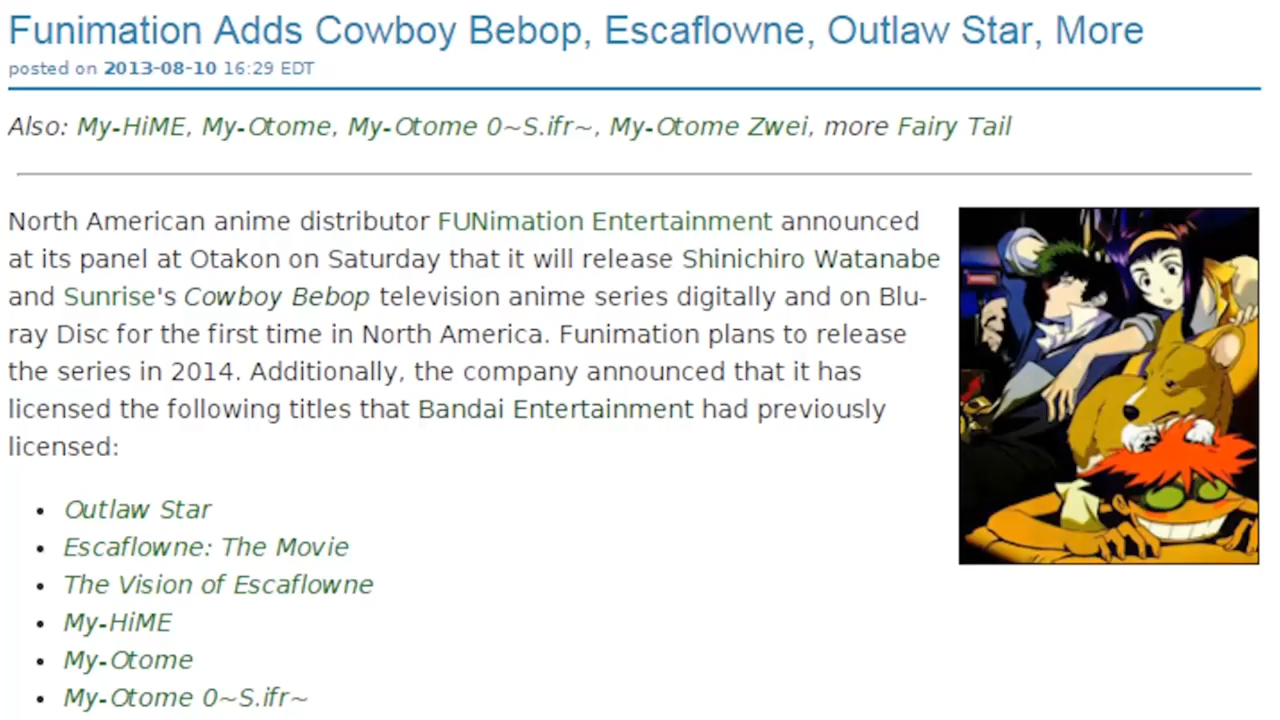 Funimation Adds Cowboy Bebop, Escaflowne, Outlaw Star, More
posted on 2013-08-10 16:29 EDT
Also: My-HiME, My-Otome, My-Otome 0~S.ifr~, My-Otome Zwei, more Fairy Tail
North American anime distributor FUNimation Entertainment announced
at its panel at Otakon on Saturday that it will release Shinichiro Watanabe
and Sunrise's Cowboy Bebop television anime series digitally and on Blu-
ray Disc for the first time in North America. Funimation plans to release
the series in 2014. Additionally, the company announced that it has
licensed the following titles that Bandai Entertainment had previously
licensed:
• Outlaw Star
• Escaflowne: The Movie
• The Vision of Escaflowne
• My-HiME
• My-Otome
• My-Otome 0~S.ifr~